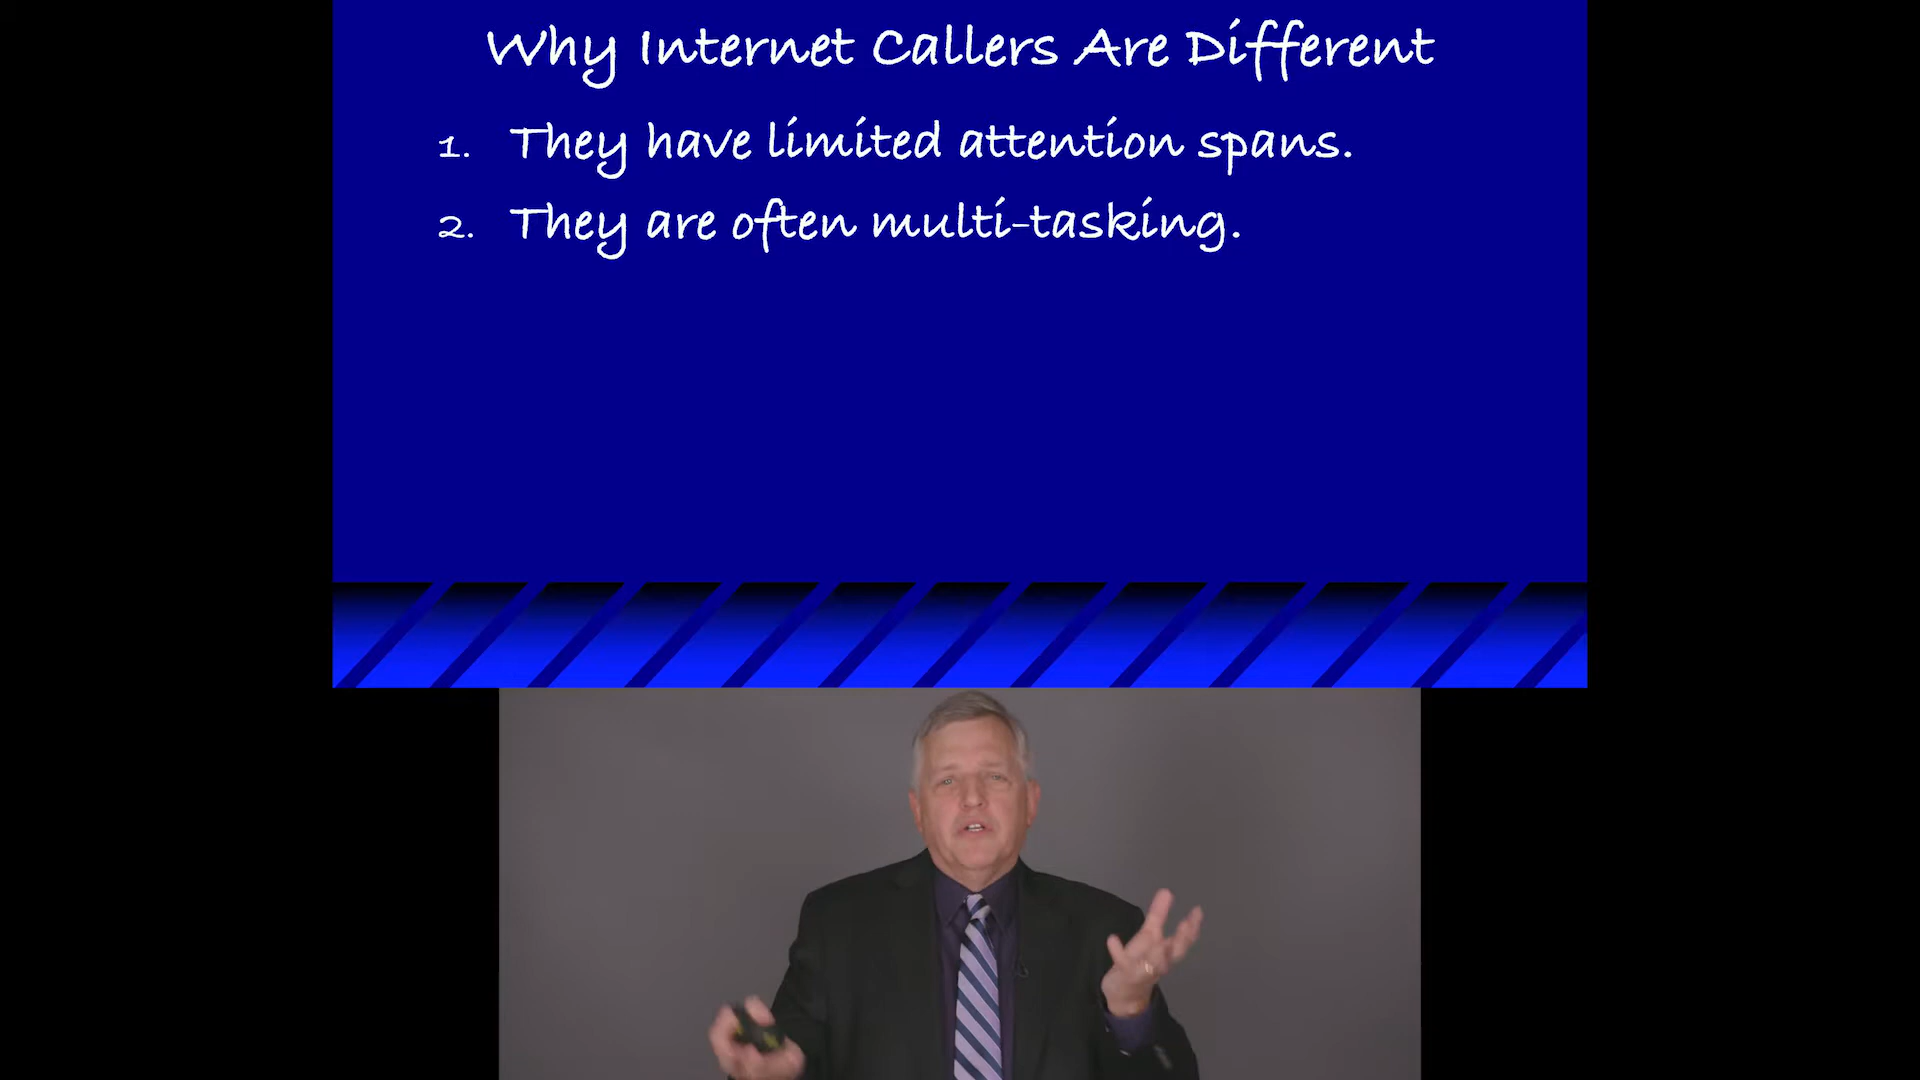 Why Internet Callers Are Different
1. They have limited attention spans.
2. They are often multi-tasking.